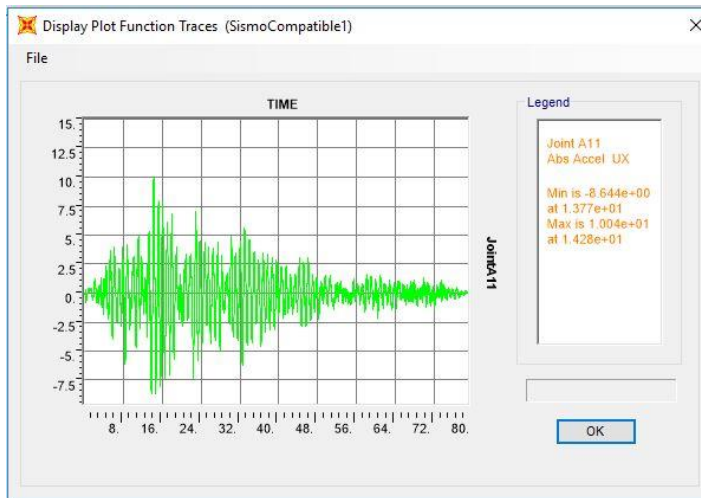 Display Plot Function Traces (SismoCompatible1)
File
TIME
15.
12.5
10.
7.5
5.
2.5
0.
-2.5
-5.
-7.5
8. 16. 24. 32. 40. 48. 56. 64. 72. 80.
JointA11
Legend
Joint A11
Abs Accel UX
Min is -8.644e+00
at 1.377e+01
Max is 1.004e+01
at 1.428e+01
OK